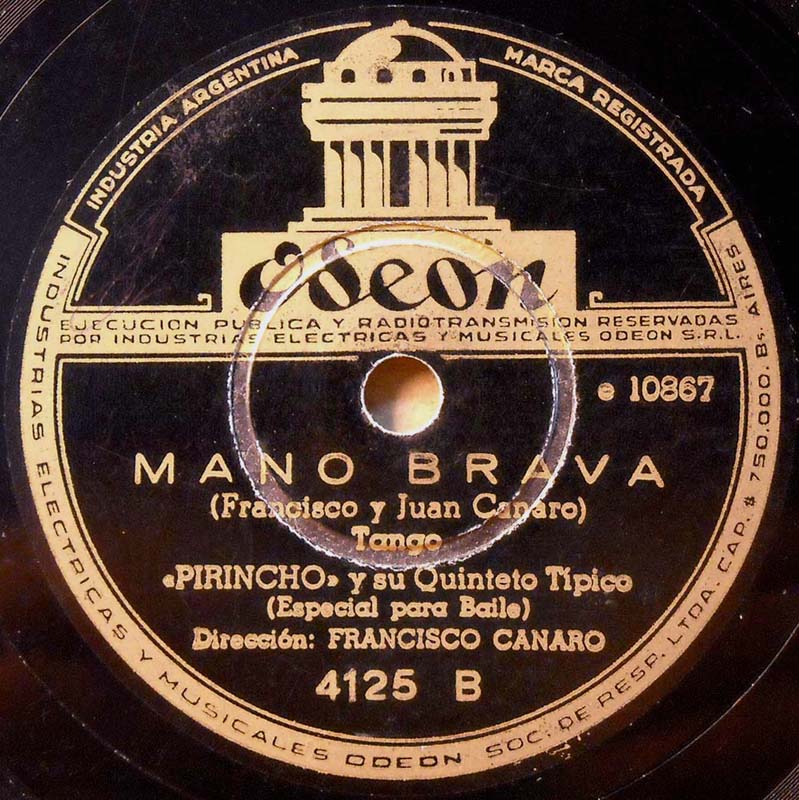 INDUSTRIA ARGENTINA
MARCA REGISTRADA
Odeon
EJECUCION PUBLICA Y RADIOTRANSMISION RESERVADAS
POR INDUSTRIAS ELECTRICAS Y MUSICALES ODEON S.R.L.
e 10867
MANO BRAVA
(Francisco y Juan Canaro)
Tango
«PIRINCHO» y su Quinteto Típico
(Especial para Baile)
Dirección: FRANCISCO CANARO
4125 B
INDUSTRIAS ELECTRICAS Y MUSICALES ODEON SOC. DE RESP. LTDA. CAP. $ 750.000. Bs. AIRES